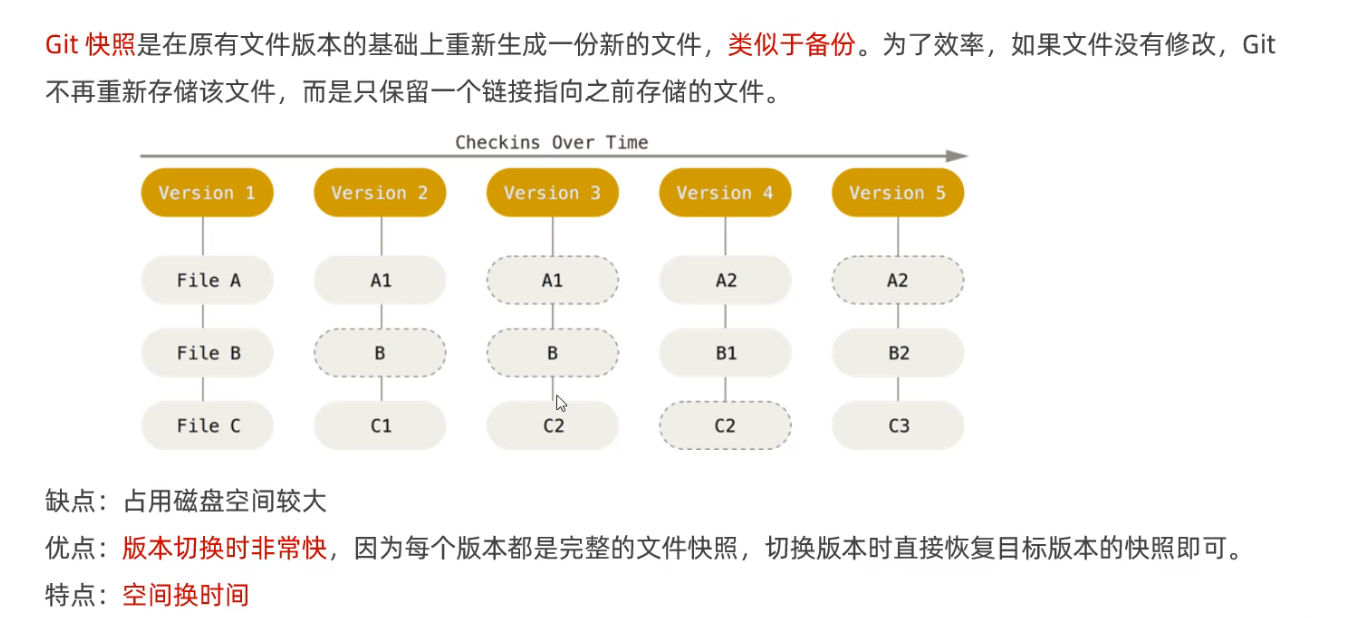 Git 快照是在原有文件版本的基础上重新生成一份新的文件，类似于备份。为了效率，如果文件没有修改，Git
不再重新存储该文件，而是只保留一个链接指向之前存储的文件。
Checkins Over Time
Version 1 Version 2 Version 3 Version 4 Version 5
File A A1 A1 A2 A2
File B B B B1 B2
File C C1 C2 C2 C3
缺点：占用磁盘空间较大
优点：版本切换时非常快，因为每个版本都是完整的文件快照，切换版本时直接恢复目标版本的快照即可。
特点：空间换时间